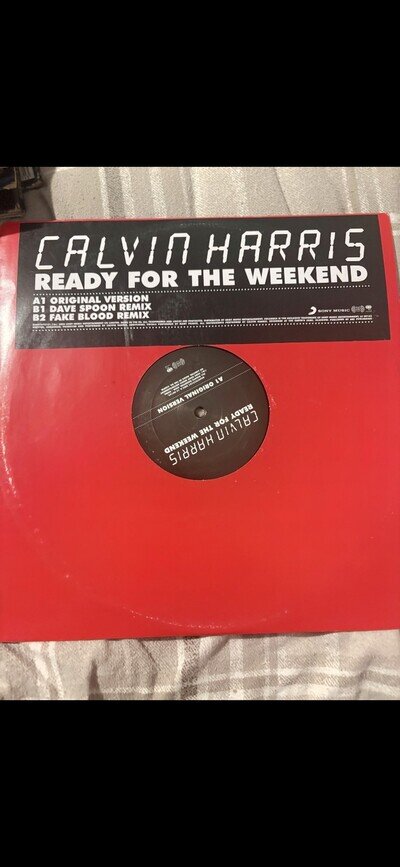 CALVIN HARRIS
READY FOR THE WEEKEND
A1 ORIGINAL VERSION
B1 DAVE SPOON REMIX
B2 FAKE BLOOD REMIX
SONY MUSIC
A1 ORIGINAL VERSION
READY FOR THE WEEKEND
CALVIN HARRIS